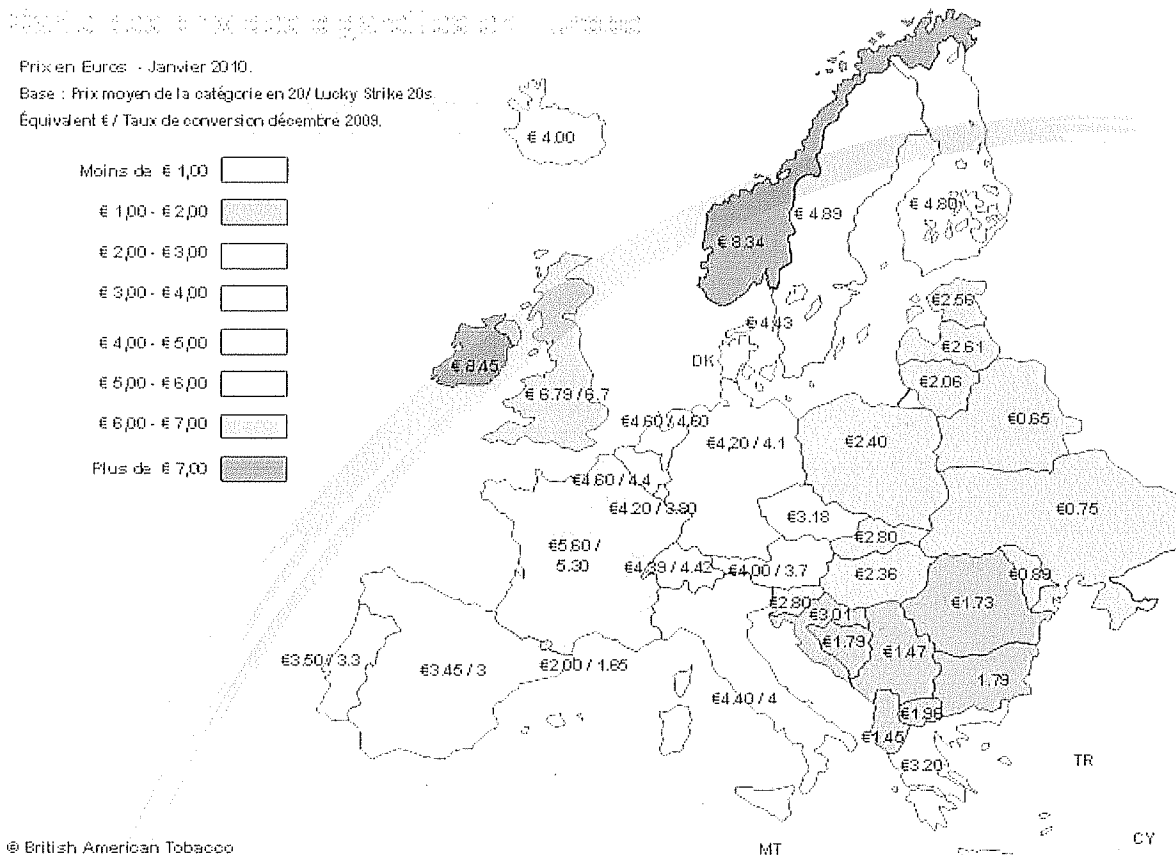 Prix en Euros - Janvier 2010.
Base : Prix moyen de la catégorie en 20/ Lucky Strike 20s.
Équivalent €/ Taux de conversion décembre 2009.
Moins de € 1,00
€ 1,00 - € 2,00
€ 2,00 - € 3,00
€ 3,00 - € 4,00
€ 4,00 - € 5,00
€ 5,00 - € 6,00
€ 6,00 - € 7,00
Plus de € 7,00
€ 4.00
€ 4.89
€ 4.80
€ 8.34
€2.56
€ 4.43
€2.61
DK
€ 8.45
€2.06
€ 6.79 / 6.7
€0.65
€4.60 / 4.60
€4,20 / 4.1
€2.40
€4.60 / 4.4
€4.20 / 3.80
€0.75
€3.18
€2.80
€5.60 /
5.30
€4.39 / 4.42
€4.00 / 3.7
€2.36
€0.89
€2.80
€3.01
€1.73
€1.79
€1.47
€3.50 / 3.3
€3.45 / 3
€2.00 / 1.65
1.79
€4.40 / 4
€1.96
€1.45
€3.20
TR
CY
© British American Tobacco
MT